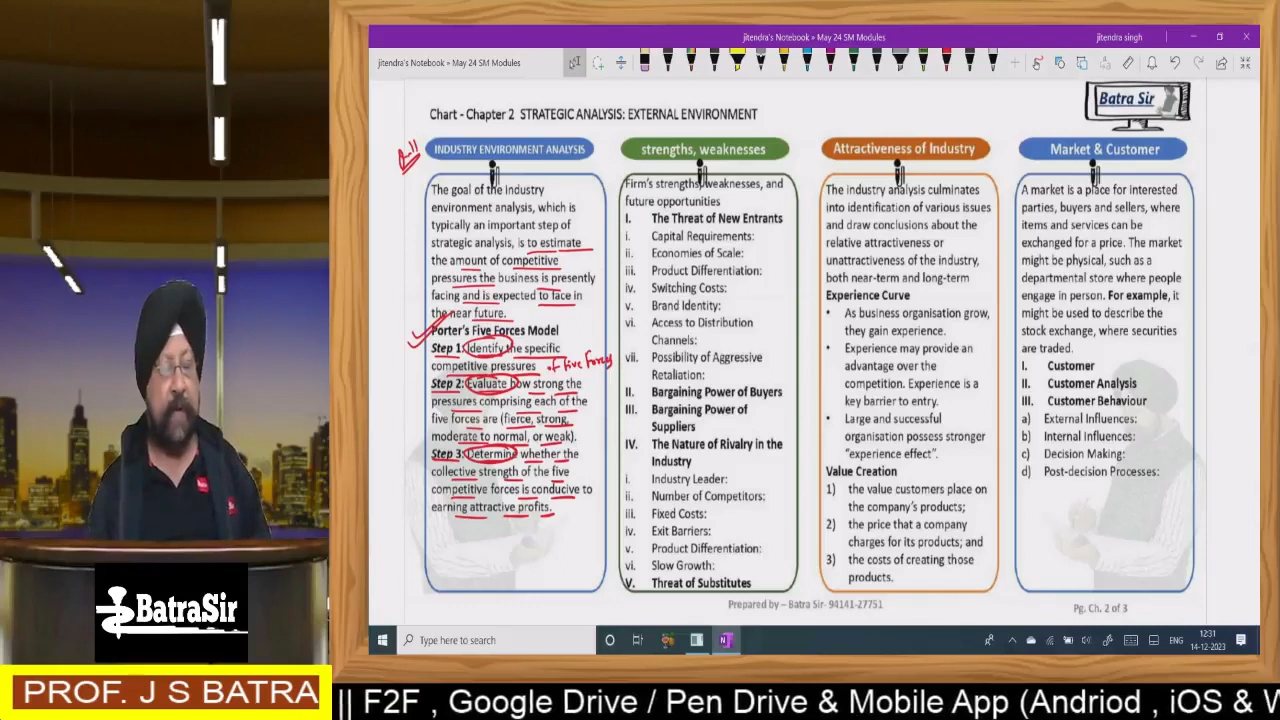 jitendra's Notebook » May 24 SM Modules
jitendra singh
jitendra's Notebook » May 24 SM Modules
Batra Sir
Chart - Chapter 2 STRATEGIC ANALYSIS: EXTERNAL ENVIRONMENT
INDUSTRY ENVIRONMENT ANALYSIS
The goal of the industry
environment analysis, which is
typically an important step of
strategic analysis, is to estimate
the amount of competitive
pressures the business is presently
facing and is expected to face in
the near future.
Porter's Five Forces Model
Step 1: Identify the specific
competitive pressures
of five forces
Step 2: Evaluate how strong the
pressures comprising each of the
five forces are (fierce, strong,
moderate to normal, or weak).
Step 3: Determine whether the
collective strength of the five
competitive forces is conducive to
earning attractive profits.
strengths, weaknesses
Firm's strengths, weaknesses, and
future opportunities
I. The Threat of New Entrants
i. Capital Requirements:
ii. Economies of Scale:
iii. Product Differentiation:
iv. Switching Costs:
v. Brand Identity:
vi. Access to Distribution
Channels:
vii. Possibility of Aggressive
Retaliation:
II. Bargaining Power of Buyers
III. Bargaining Power of
Suppliers
IV. The Nature of Rivalry in the
Industry
i. Industry Leader:
ii. Number of Competitors:
iii. Fixed Costs:
iv. Exit Barriers:
v. Product Differentiation:
vi. Slow Growth:
V. Threat of Substitutes
Attractiveness of Industry
The industry analysis culminates
into identification of various issues
and draw conclusions about the
relative attractiveness or
unattractiveness of the industry,
both near-term and long-term
Experience Curve
• As business organisation grow,
they gain experience.
• Experience may provide an
advantage over the
competition. Experience is a
key barrier to entry.
• Large and successful
organisation possess stronger
"experience effect".
Value Creation
1) the value customers place on
the company's products;
2) the price that a company
charges for its products; and
3) the costs of creating those
products.
Market & Customer
A market is a place for interested
parties, buyers and sellers, where
items and services can be
exchanged for a price. The market
might be physical, such as a
departmental store where people
engage in person. For example, it
might be used to describe the
stock exchange, where securities
are traded.
I. Customer
II. Customer Analysis
III. Customer Behaviour
a) External Influences:
b) Internal Influences:
c) Decision Making:
d) Post-decision Processes:
Prepared by – Batra Sir- 94141-27751
Pg. Ch. 2 of 3
Type here to search
ENG
12:31
14-12-2023
BatraSir
PROF. J S BATRA
|| F2F , Google Drive / Pen Drive & Mobile App (Andriod , iOS & W